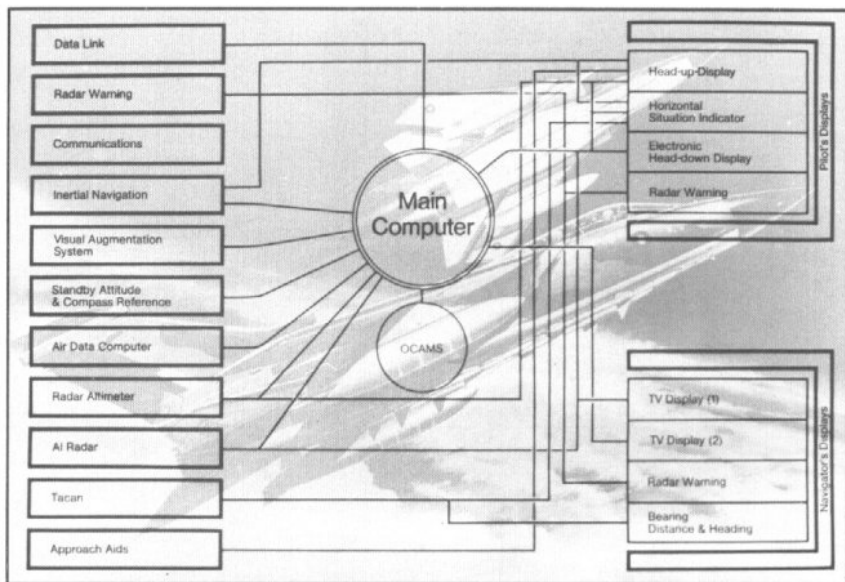 Data Link
Radar Warning
Communications
Inertial Navigation
Visual Augmentation
System
Standby Attitude
& Compass Reference
Air Data Computer
Radar Altimeter
AI Radar
Tacan
Approach Aids
Main
Computer
OCAMS
Head-up-Display
Horizontal
Situation Indicator
Electronic
Head-down Display
Radar Warning
Pilot's Displays
TV Display (1)
TV Display (2)
Radar Warning
Bearing
Distance & Heading
Navigator's Displays